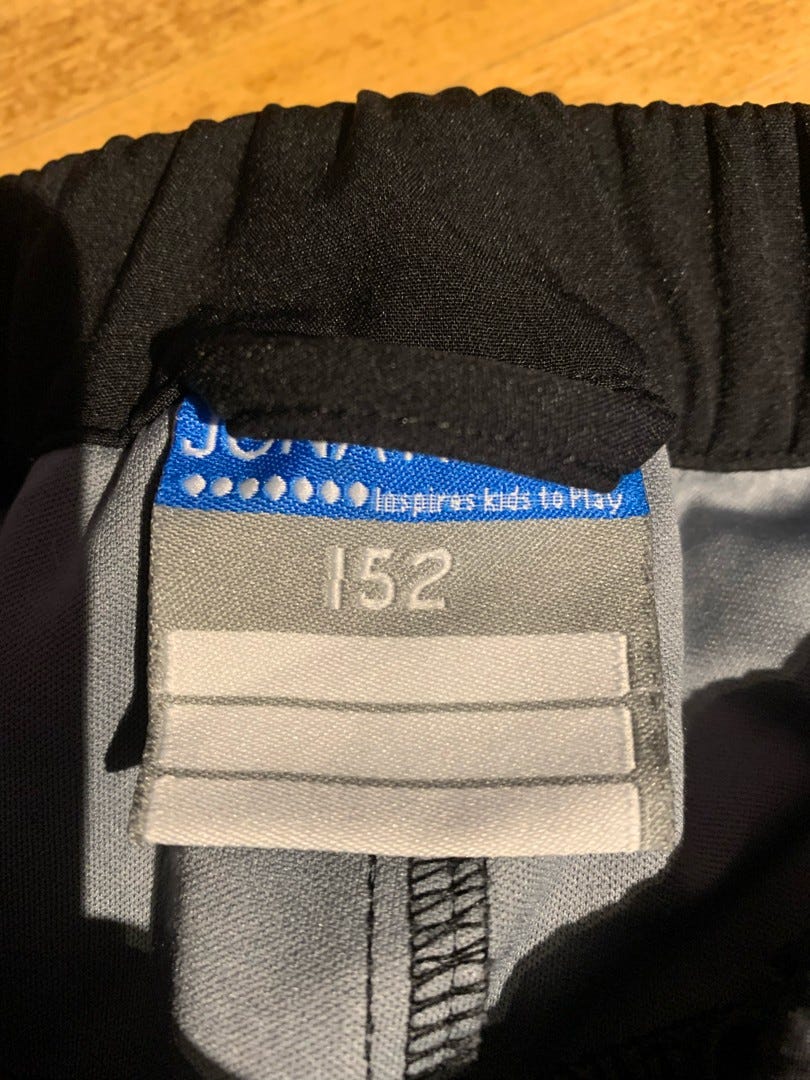 Inspires kids to Play
152